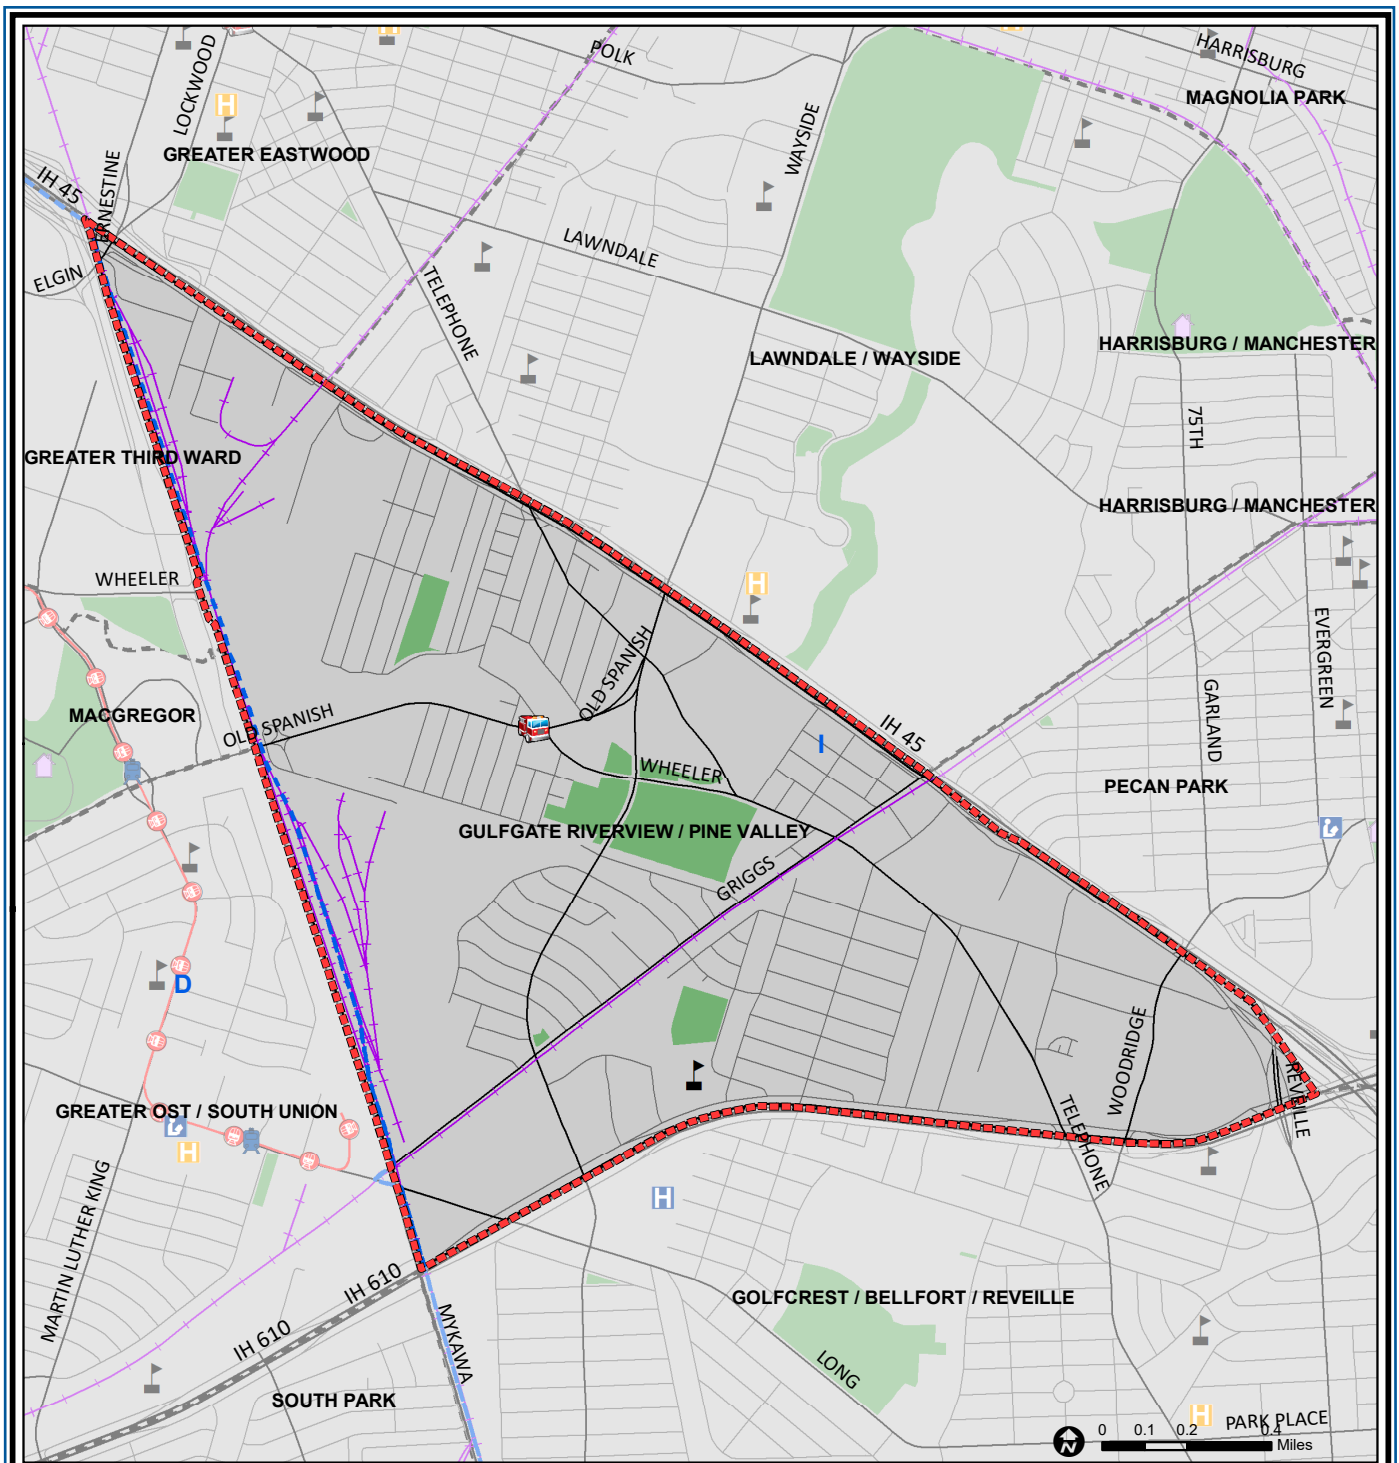 POLK
HARRISBURG
LOCKWOOD
MAGNOLIA PARK
H
WAYSIDE
GREATER EASTWOOD
IH 45
ERNESTINE
LAWNDALE
ELGIN
TELEPHONE
HARRISBURG / MANCHESTER
LAWNDALE / WAYSIDE
75TH
GREATER THIRD WARD
HARRISBURG / MANCHESTER
WHEELER
H
EVERGREEN
OLD SPANISH
GARLAND
MACGREGOR
OLD SPANISH
IH 45
I
WHEELER
PECAN PARK
GULFGATE RIVERVIEW / PINE VALLEY
GRIGGS
D
WOODRIDGE
REVEILLE
GREATER OST / SOUTH UNION
TELEPHONE
H
MARTIN LUTHER KING
H
IH 610
GOLFCREST / BELLFORT / REVEILLE
MYKAWA
IH 610
LONG
SOUTH PARK
H
PARK PLACE
N
0 0.1 0.2 0.4
Miles